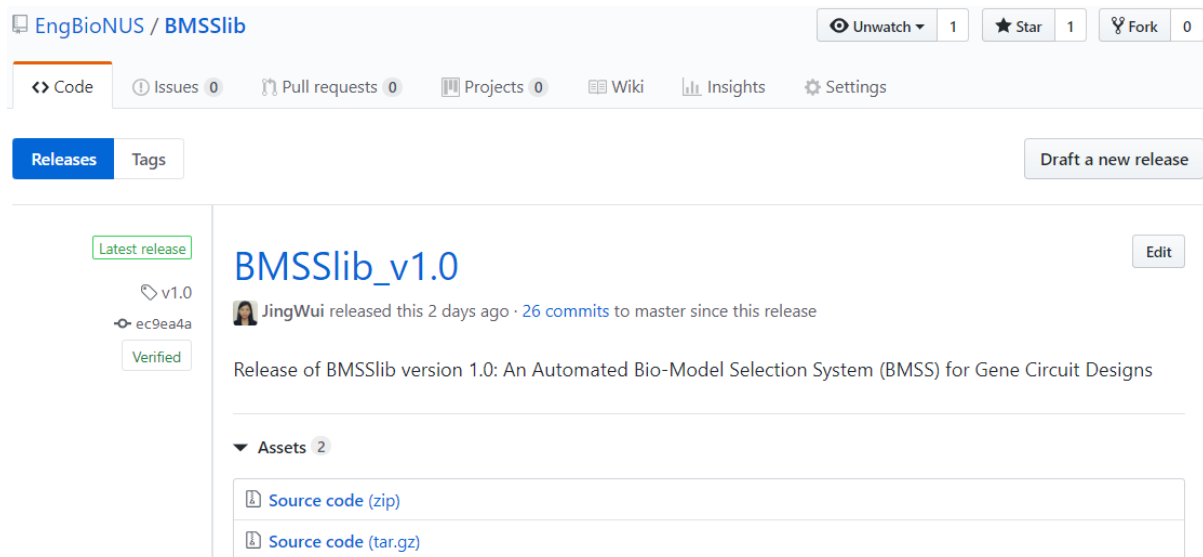 EngBioNUS / BMSSlib Unwatch 1 Star 1 Fork 0
Code Issues 0 Pull requests 0 Projects 0 Wiki Insights Settings
Releases Tags Draft a new release
Latest release
BMSSlib_v1.0 Edit
v1.0
JingWui released this 2 days ago · 26 commits to master since this release
ec9ea4a
Verified
Release of BMSSlib version 1.0: An Automated Bio-Model Selection System (BMSS) for Gene Circuit Designs
Assets 2
Source code (zip)
Source code (tar.gz)